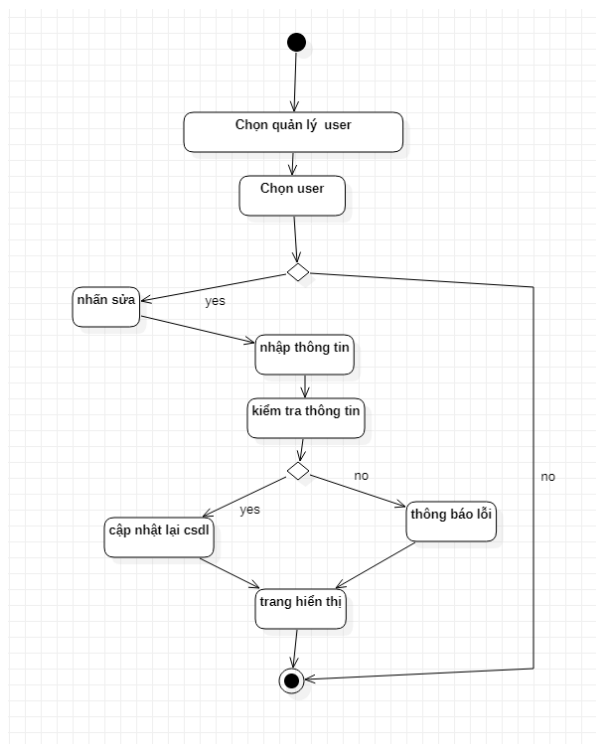 Chọn quản lý user
Chọn user
nhấn sửa
yes
nhập thông tin
kiểm tra thông tin
no
no
yes
thông báo lỗi
cập nhật lại csdl
trang hiển thị